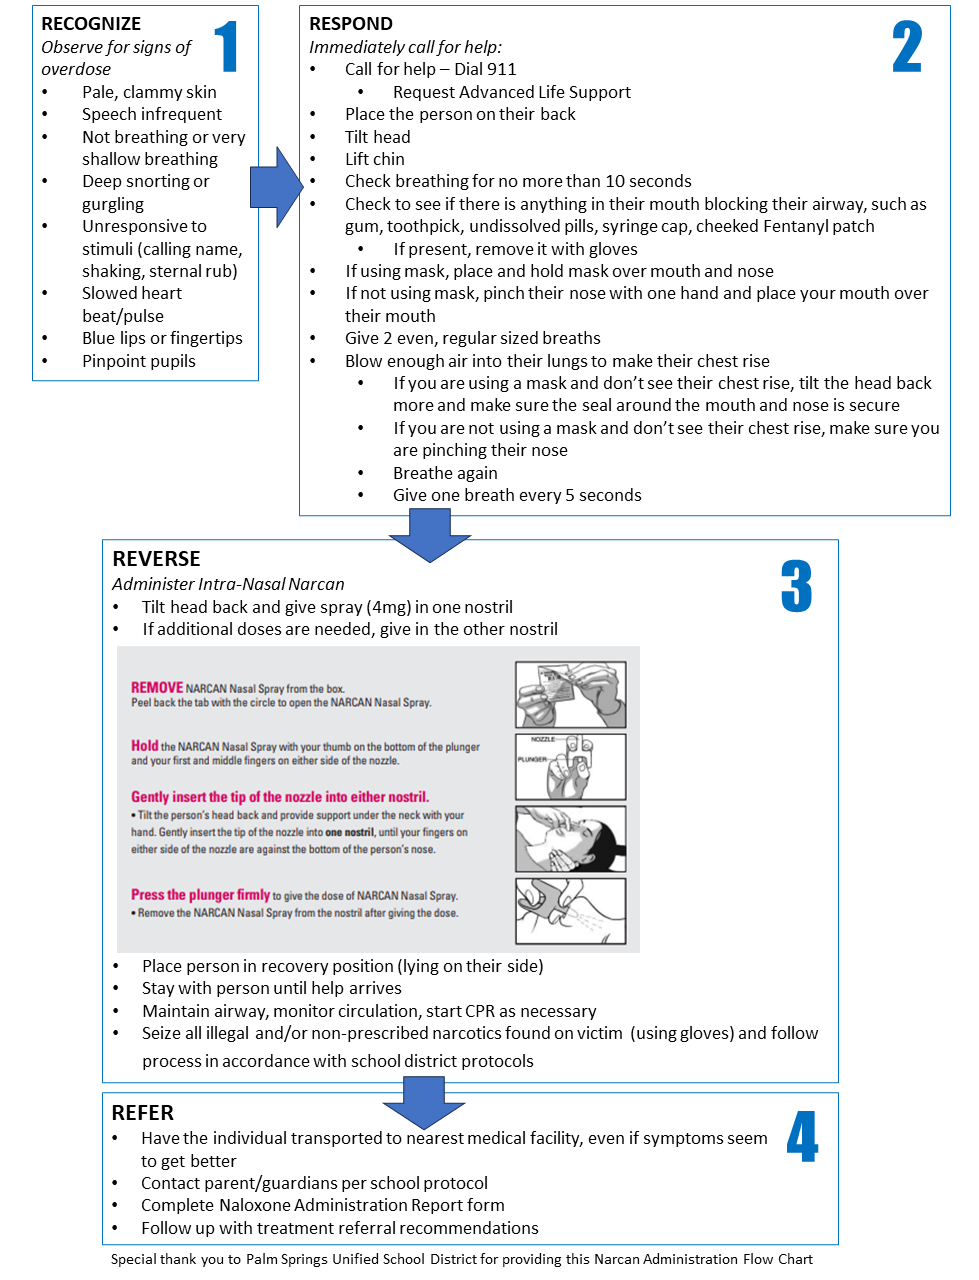 RECOGNIZE
1
Observe for signs of
overdose
• Pale, clammy skin
• Speech infrequent
• Not breathing or very
shallow breathing
• Deep snorting or
gurgling
• Unresponsive to
stimuli (calling name,
shaking, sternal rub)
• Slowed heart
beat/pulse
• Blue lips or fingertips
• Pinpoint pupils
RESPOND
2
Immediately call for help:
• Call for help – Dial 911
• Request Advanced Life Support
• Place the person on their back
• Tilt head
• Lift chin
• Check breathing for no more than 10 seconds
• Check to see if there is anything in their mouth blocking their airway, such as
gum, toothpick, undissolved pills, syringe cap, cheeked Fentanyl patch
• If present, remove it with gloves
• If using mask, place and hold mask over mouth and nose
• If not using mask, pinch their nose with one hand and place your mouth over
their mouth
• Give 2 even, regular sized breaths
• Blow enough air into their lungs to make their chest rise
• If you are using a mask and don’t see their chest rise, tilt the head back
more and make sure the seal around the mouth and nose is secure
• If you are not using a mask and don’t see their chest rise, make sure you
are pinching their nose
• Breathe again
• Give one breath every 5 seconds
REVERSE
3
Administer Intra-Nasal Narcan
• Tilt head back and give spray (4mg) in one nostril
• If additional doses are needed, give in the other nostril
REMOVE NARCAN Nasal Spray from the box.
Peel back the tab with the circle to open the NARCAN Nasal Spray.
Hold the NARCAN Nasal Spray with your thumb on the bottom of the plunger
and your first and middle fingers on either side of the nozzle.
NOZZLE
PLUNGER
Gently insert the tip of the nozzle into either nostril.
• Tilt the person's head back and provide support under the neck with your
hand. Gently insert the tip of the nozzle into one nostril, until your fingers on
either side of the nozzle are against the bottom of the person's nose.
Press the plunger firmly to give the dose of NARCAN Nasal Spray.
• Remove the NARCAN Nasal Spray from the nostril after giving the dose.
• Place person in recovery position (lying on their side)
• Stay with person until help arrives
• Maintain airway, monitor circulation, start CPR as necessary
• Seize all illegal and/or non-prescribed narcotics found on victim (using gloves) and follow
process in accordance with school district protocols
REFER
4
• Have the individual transported to nearest medical facility, even if symptoms seem
to get better
• Contact parent/guardians per school protocol
• Complete Naloxone Administration Report form
• Follow up with treatment referral recommendations
Special thank you to Palm Springs Unified School District for providing this Narcan Administration Flow Chart